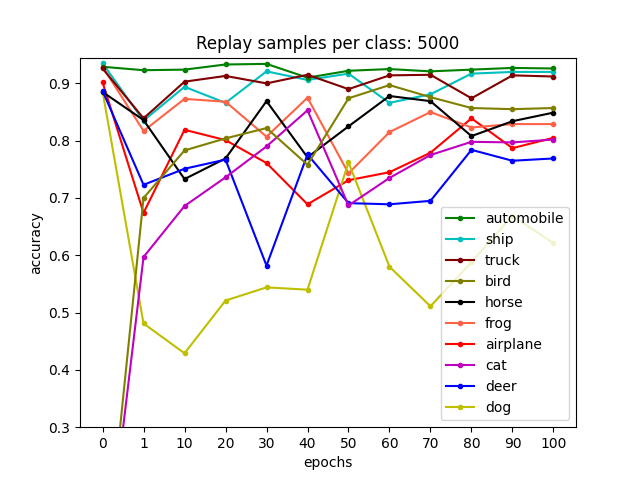 Replay samples per class: 5000
accuracy
0.9
0.8
0.7
0.6
0.5
0.4
0.3
automobile
ship
truck
bird
horse
frog
airplane
cat
deer
dog
0 1 10 20 30 40 50 60 70 80 90 100
epochs